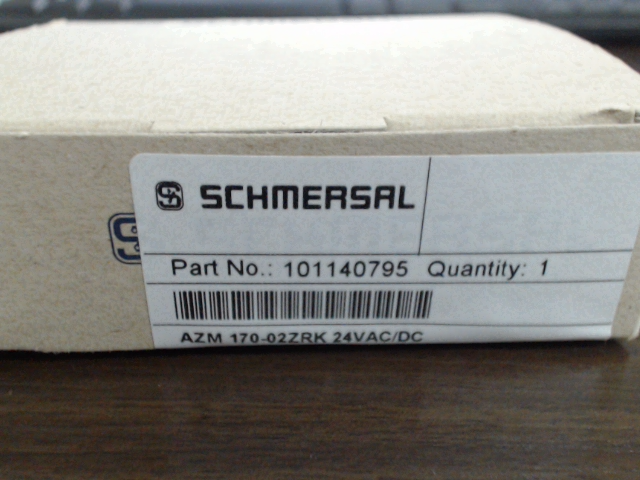 SCHMERSAL
Part No.: 101140795 Quantity: 1
AZM 170-02ZRK 24VAC/DC